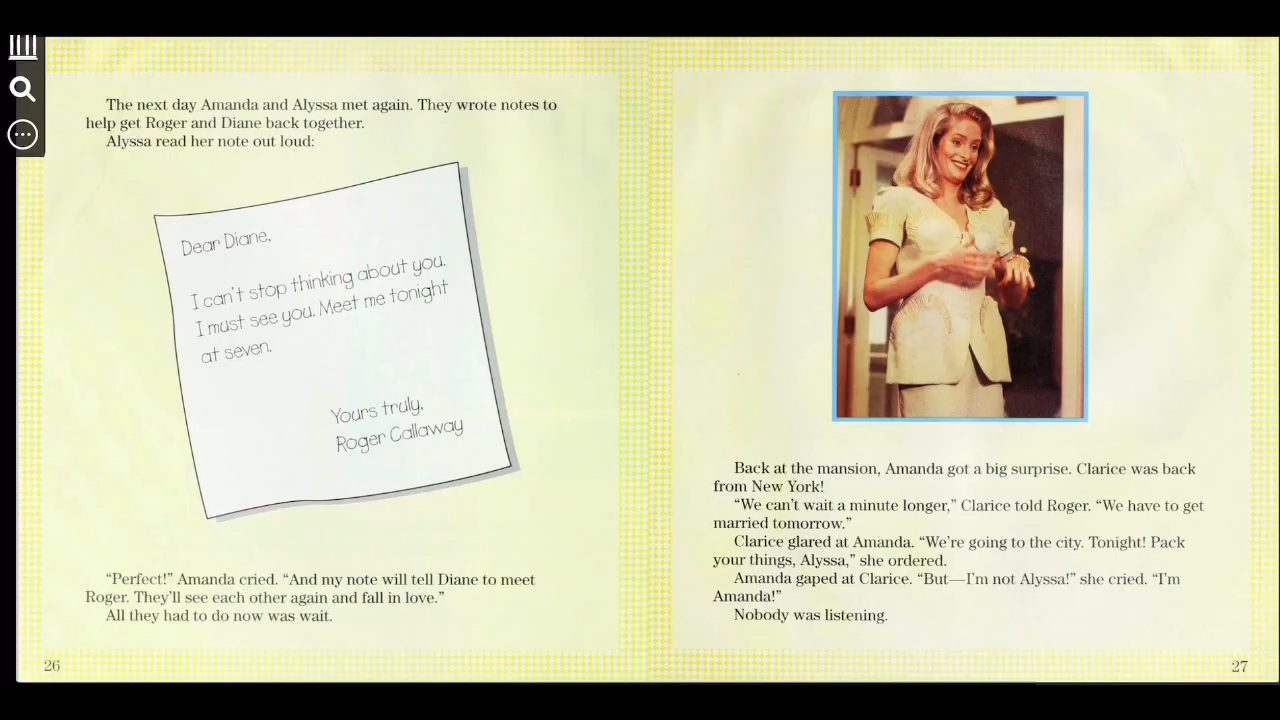 The next day Amanda and Alyssa met again. They wrote notes to
help get Roger and Diane back together.
Alyssa read her note out loud:
Dear Diane,
I can't stop thinking about you.
I must see you. Meet me tonight
at seven.
Yours truly,
Roger Callaway
“Perfect!” Amanda cried. “And my note will tell Diane to meet
Roger. They’ll see each other again and fall in love.”
All they had to do now was wait.
26
Back at the mansion, Amanda got a big surprise. Clarice was back
from New York!
“We can’t wait a minute longer,” Clarice told Roger. “We have to get
married tomorrow.”
Clarice glared at Amanda. “We’re going to the city. Tonight! Pack
your things, Alyssa,” she ordered.
Amanda gaped at Clarice. “But—I’m not Alyssa!” she cried. “I’m
Amanda!”
Nobody was listening.
27